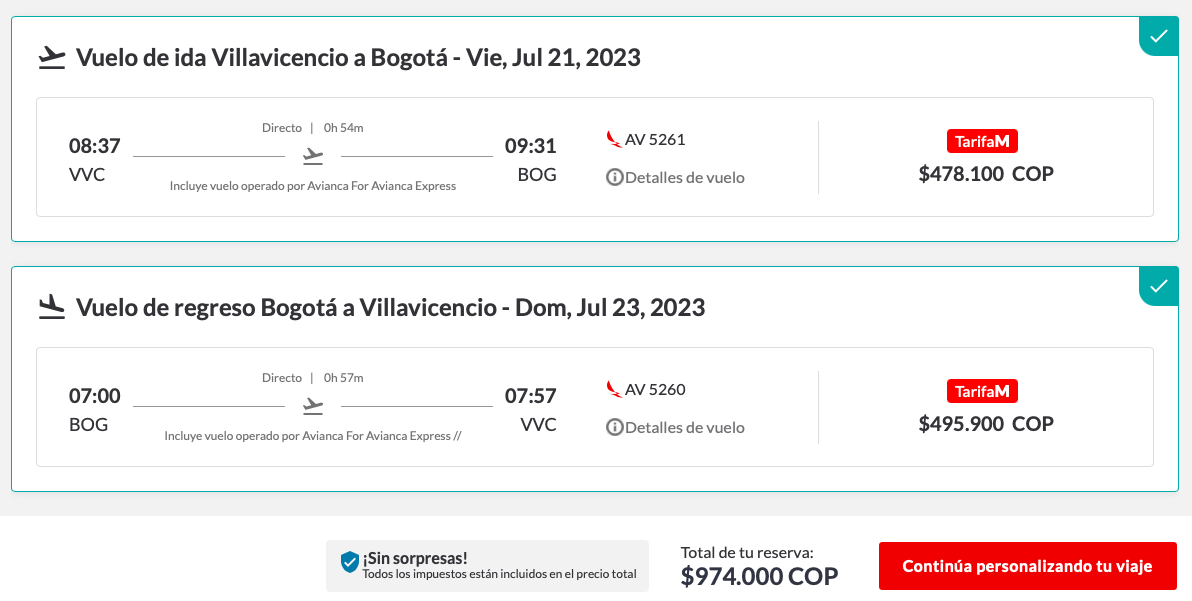 Vuelo de ida Villavicencio a Bogotá - Vie, Jul 21, 2023
Directo | 0h 54m
08:37
09:31
VVC
BOG
Incluye vuelo operado por Avianca For Avianca Express
AV 5261
Detalles de vuelo
TarifaM
$478.100 COP
Vuelo de regreso Bogotá a Villavicencio - Dom, Jul 23, 2023
Directo | 0h 57m
07:00
07:57
BOG
VVC
Incluye vuelo operado por Avianca For Avianca Express //
AV 5260
Detalles de vuelo
TarifaM
$495.900 COP
¡Sin sorpresas!
Todos los impuestos están incluidos en el precio total
Total de tu reserva:
$974.000 COP
Continúa personalizando tu viaje